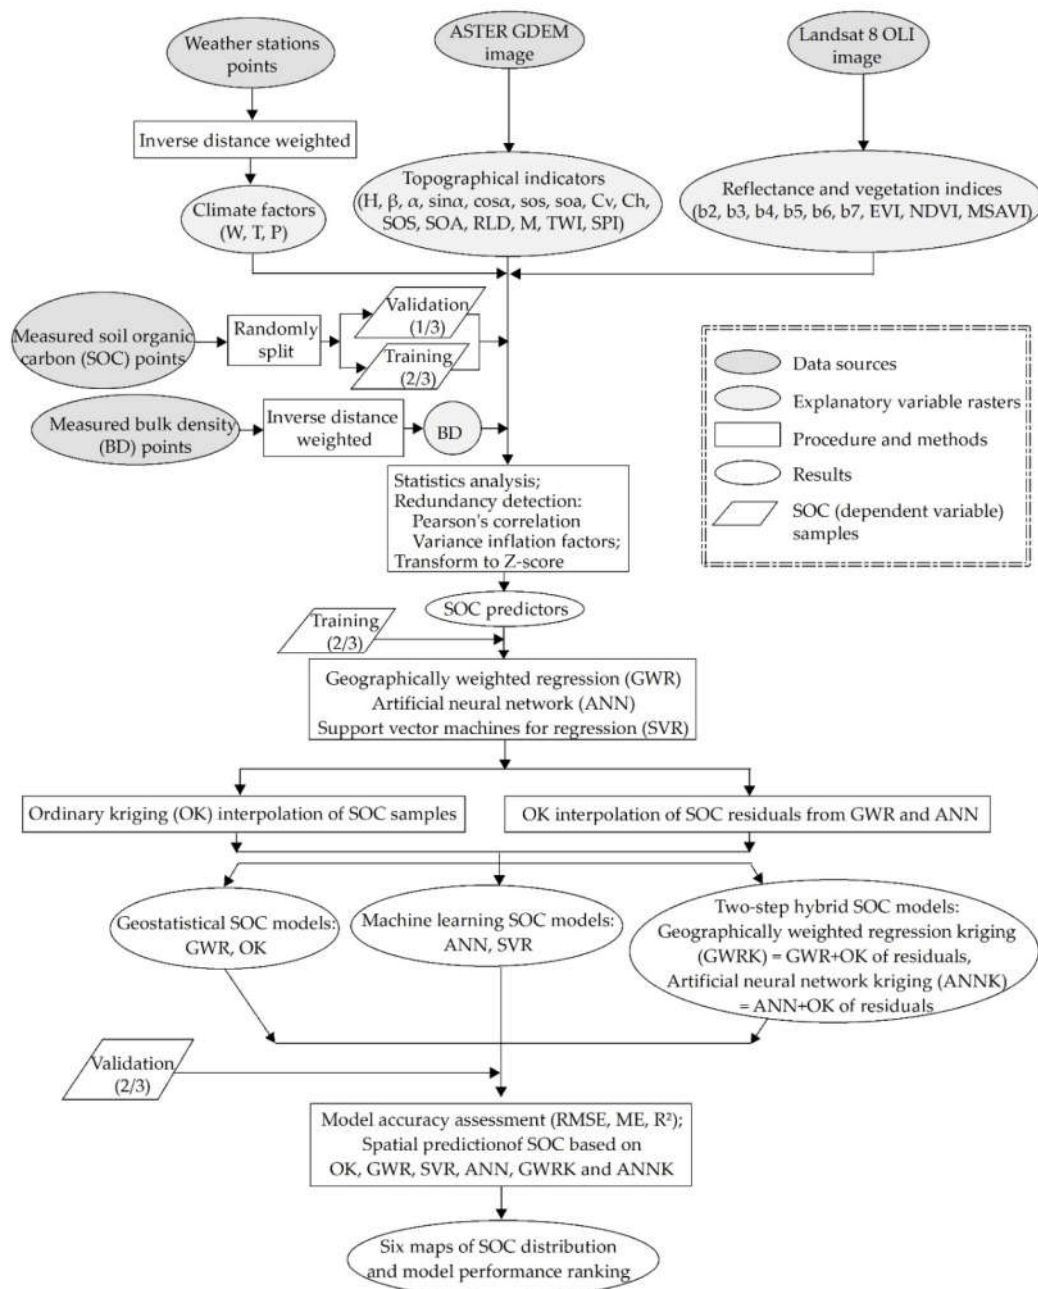 Weather stations
points
ASTER GDEM
image
Landsat 8 OLI
image
Inverse distance weighted
Climate factors
(W, T, P)
Topographical indicators
(H, β, α, sinα, cosα, sos, soa, Cv, Ch,
SOS, SOA, RLD, M, TWI, SPI)
Reflectance and vegetation indices
(b2, b3, b4, b5, b6, b7, EVI, NDVI, MSAVI)
Measured soil organic
carbon (SOC) points
Randomly
split
Validation
(1/3)
Training
(2/3)
Measured bulk density
(BD) points
Inverse distance
weighted
BD
Data sources
Explanatory variable rasters
Procedure and methods
Results
SOC (dependent variable)
samples
Statistics analysis;
Redundancy detection:
Pearson's correlation
Variance inflation factors;
Transform to Z-score
SOC predictors
Training
(2/3)
Geographically weighted regression (GWR)
Artificial neural network (ANN)
Support vector machines for regression (SVR)
Ordinary kriging (OK) interpolation of SOC samples
OK interpolation of SOC residuals from GWR and ANN
Geostatistical SOC models:
GWR, OK
Machine learning SOC models:
ANN, SVR
Two-step hybrid SOC models:
Geographically weighted regression kriging
(GWRK) = GWR+OK of residuals,
Artificial neural network kriging (ANNK)
= ANN+OK of residuals
Validation
(2/3)
Model accuracy assessment (RMSE, ME, R²);
Spatial predictionof SOC based on
OK, GWR, SVR, ANN, GWRK and ANNK
Six maps of SOC distribution
and model performance ranking